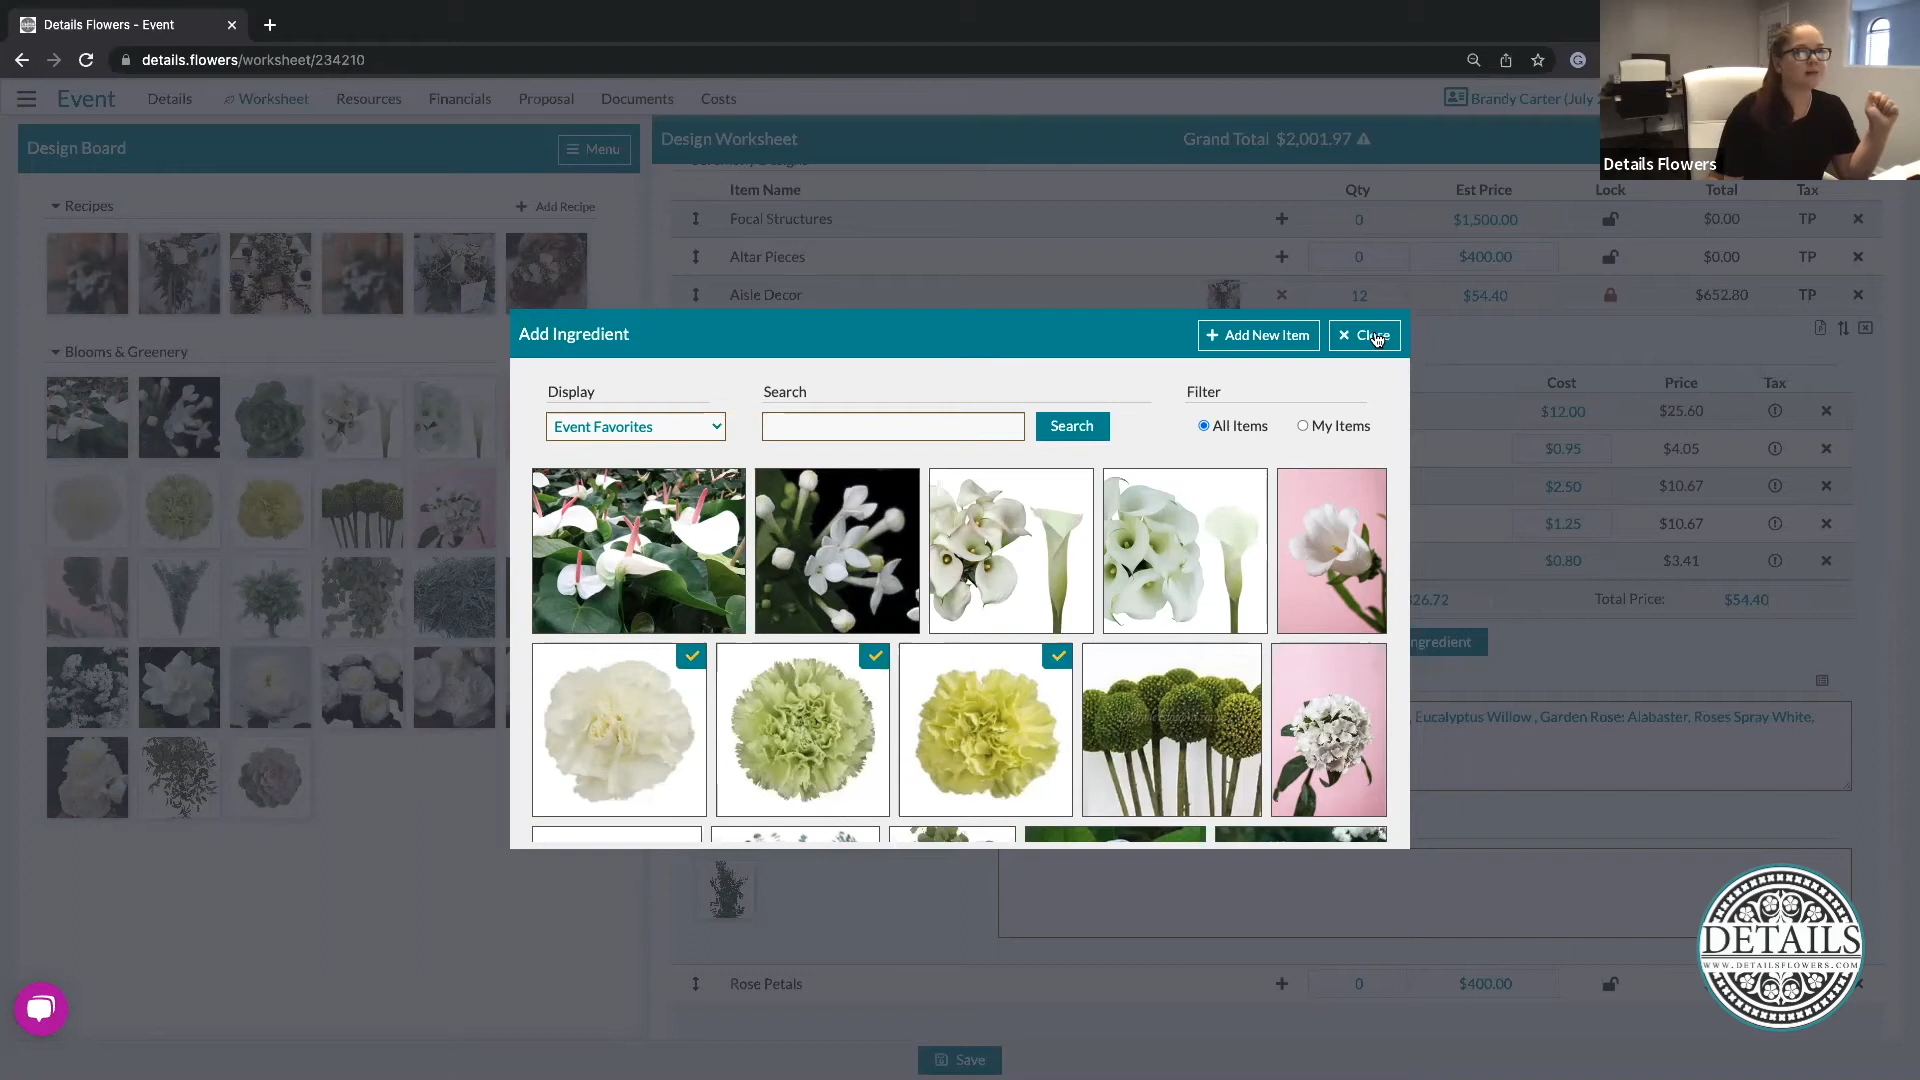 Details Flowers - Event
details.flowers/worksheet/234210
Event
Details
Worksheet
Resources
Financials
Proposal
Documents
Costs
Brandy Carter (July
Details Flowers
Design Board
Menu
Design Worksheet
Grand Total $2,001.97
Recipes
Add Recipe
Item Name
Qty
Est Price
Lock
Total
Tax
Focal Structures
0
$1,500.00
$0.00
TP
Altar Pieces
0
$400.00
$0.00
TP
Aisle Decor
12
$54.40
$652.80
TP
Blooms & Greenery
Add Ingredient
Add New Item
Close
Display
Search
Filter
Event Favorites
Search
All Items
My Items
Cost
Price
Tax
$12.00
$25.60
$0.95
$4.05
$2.50
$10.67
$1.25
$10.67
$0.80
$3.41
26.72
Total Price:
$54.40
ngredient
, Eucalyptus Willow , Garden Rose: Alabaster, Roses Spray White,
Rose Petals
0
$400.00
Save
DETAILS
WWW.DETAILSFLOWERS.COM